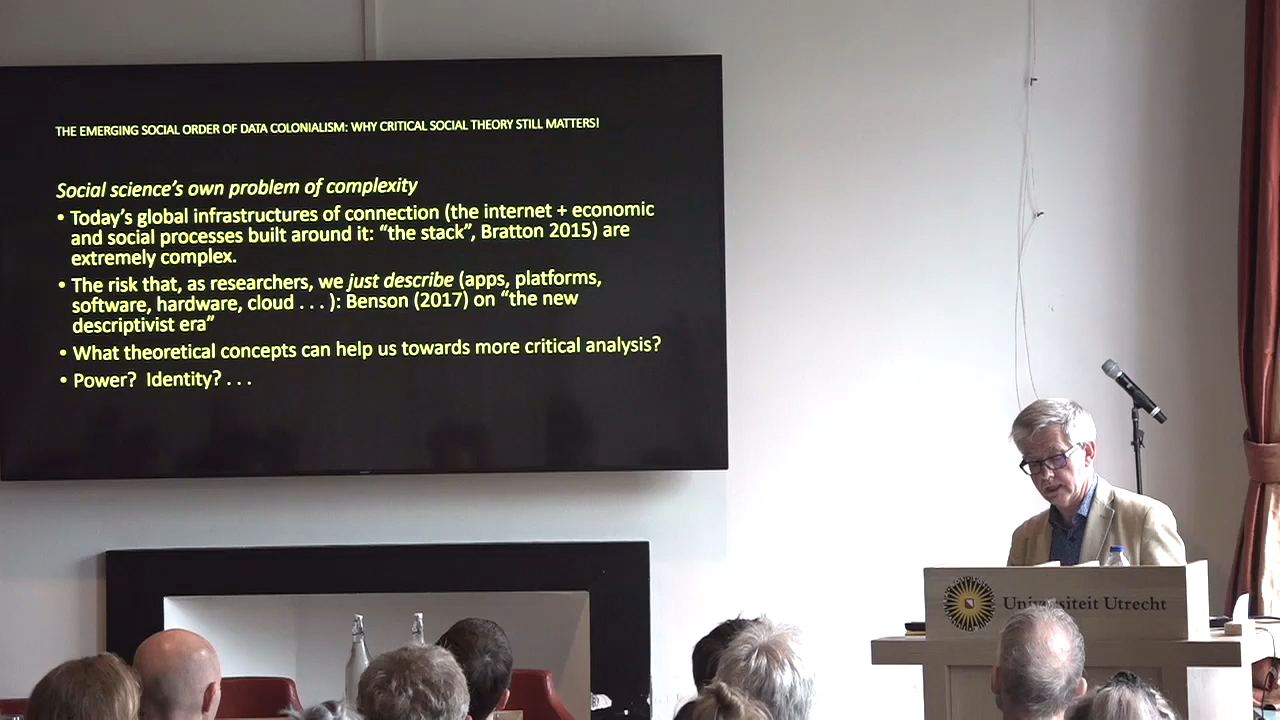 THE EMERGING SOCIAL ORDER OF DATA COLONIALISM: WHY CRITICAL SOCIAL THEORY STILL MATTERS!
Social science's own problem of complexity
• Today's global infrastructures of connection (the internet + economic
and social processes built around it: "the stack", Bratton 2015) are
extremely complex.
• The risk that, as researchers, we just describe (apps, platforms,
software, hardware, cloud . . . ): Benson (2017) on "the new
descriptivist era"
• What theoretical concepts can help us towards more critical analysis?
• Power? Identity? . . .
Universiteit Utrecht